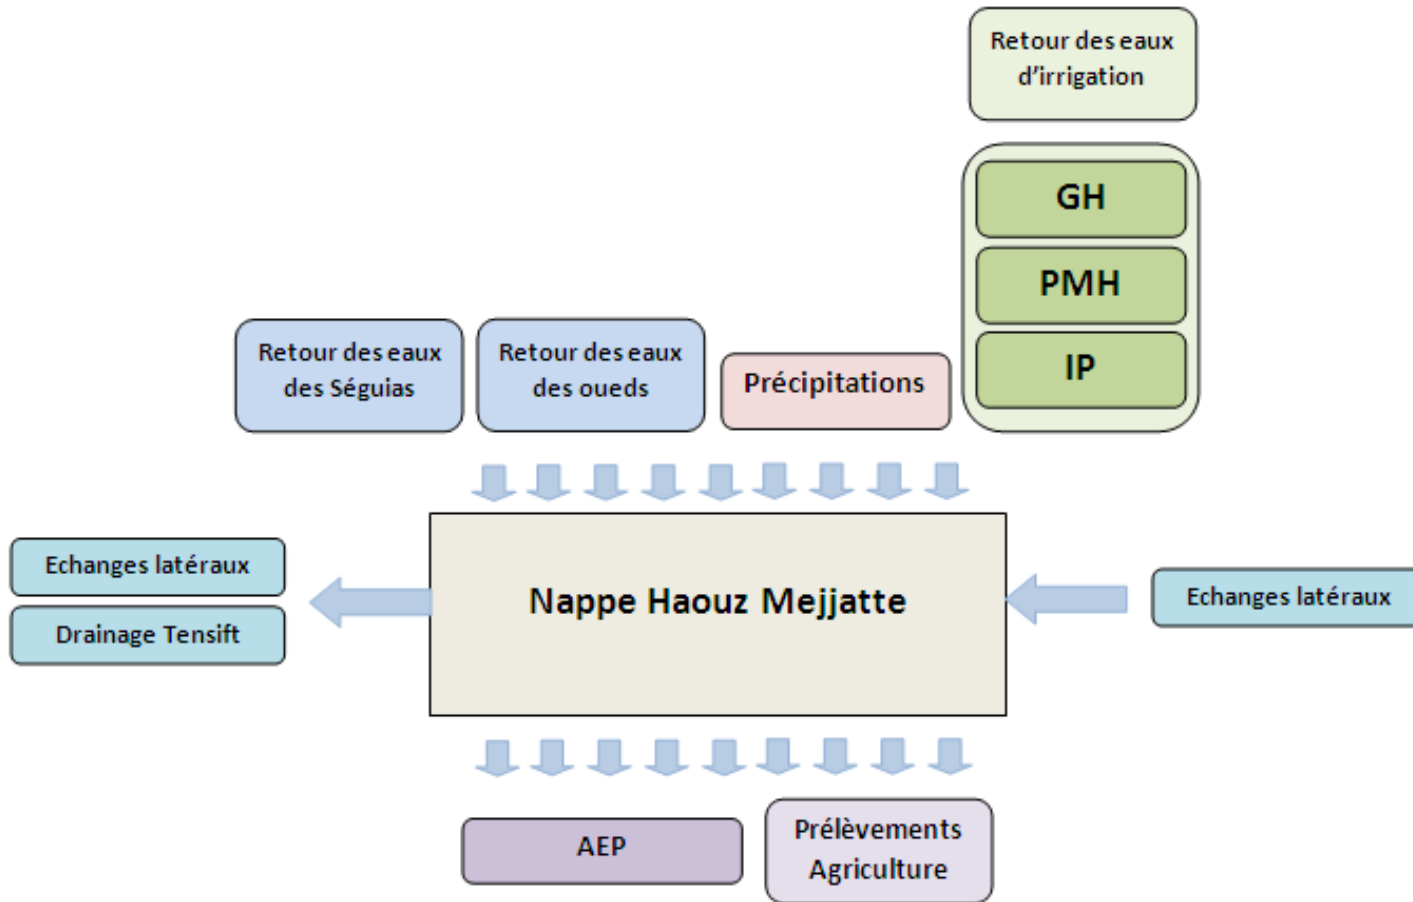 Retour des eaux
d'irrigation
GH
PMH
IP
Retour des eaux
des Séguias
Retour des eaux
des oueds
Précipitations
Echanges latéraux
Drainage Tensift
Nappe Haouz Mejjatte
Echanges latéraux
AEP
Prélèvements
Agriculture